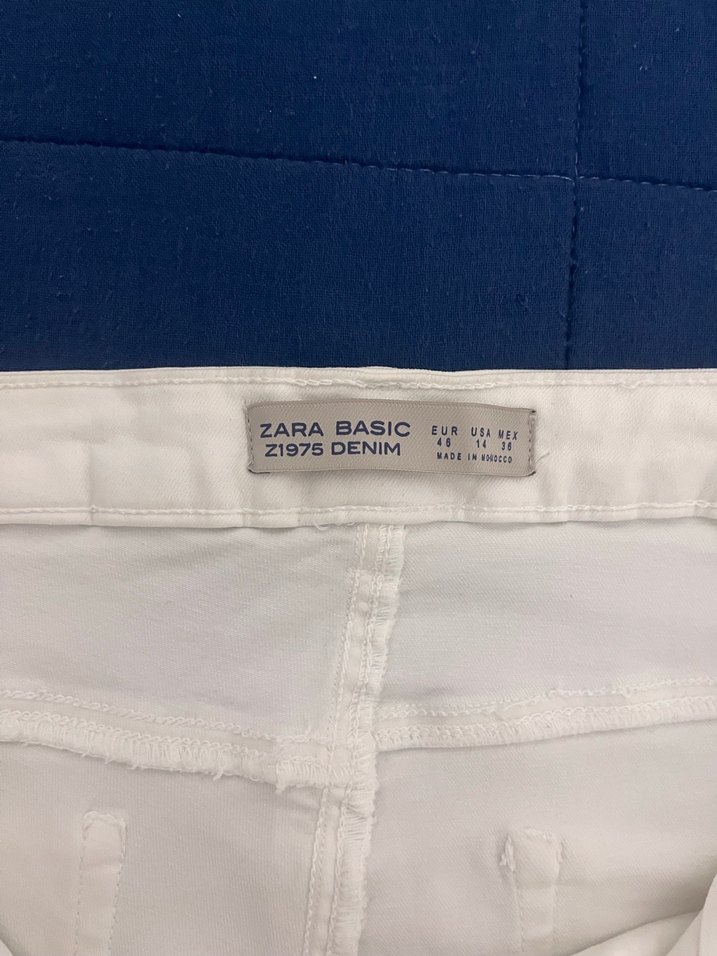 ZARA BASIC
Z1975 DENIM
EUR USA MEX
46 14 36
MADE IN MOROCCO